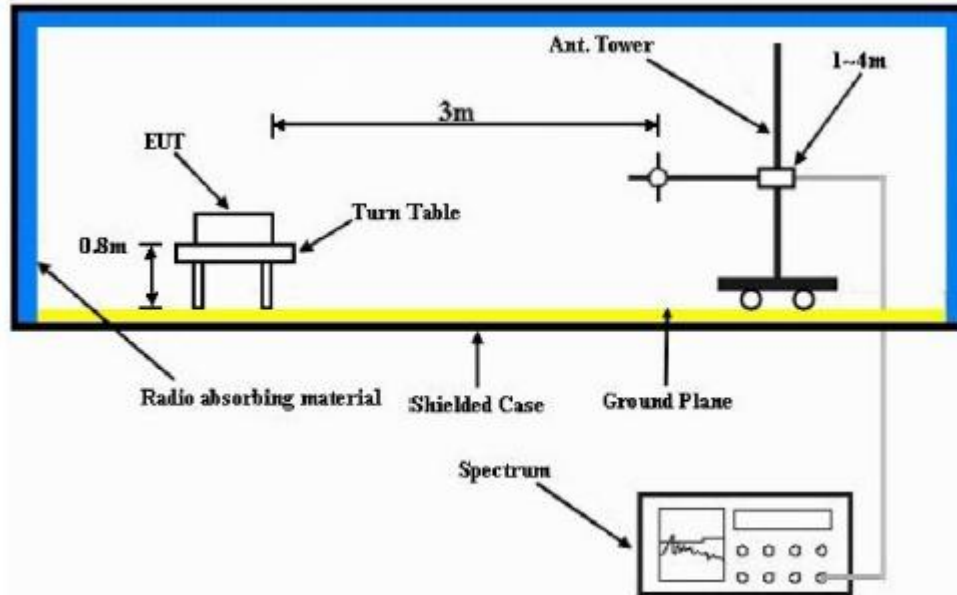 Ant. Tower
1~4m
3m
EUT
Turn Table
0.8m
Radio absorbing material
Shielded Case
Ground Plane
Spectrum